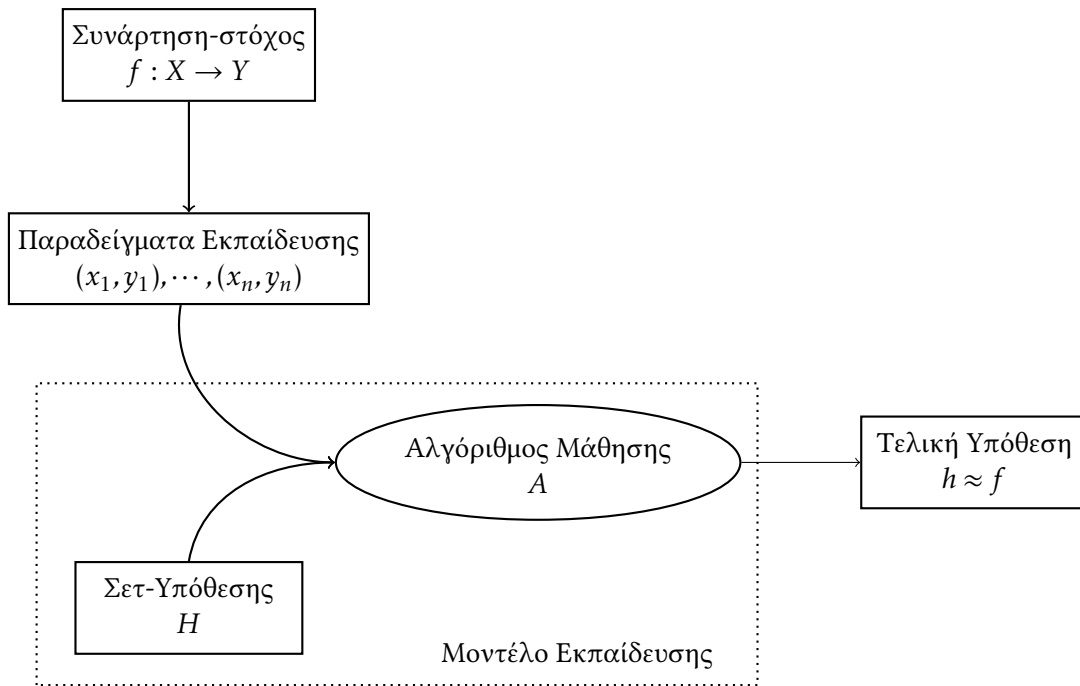 Συνάρτηση-στόχος
f : X → Y
Παραδείγματα Εκπαίδευσης
(x₁, y₁), ⋯ , (xₙ, yₙ)
Αλγόριθμος Μάθησης
A
Τελική Υπόθεση
h ≈ f
Σετ-Υπόθεσης
H
Μοντέλο Εκπαίδευσης